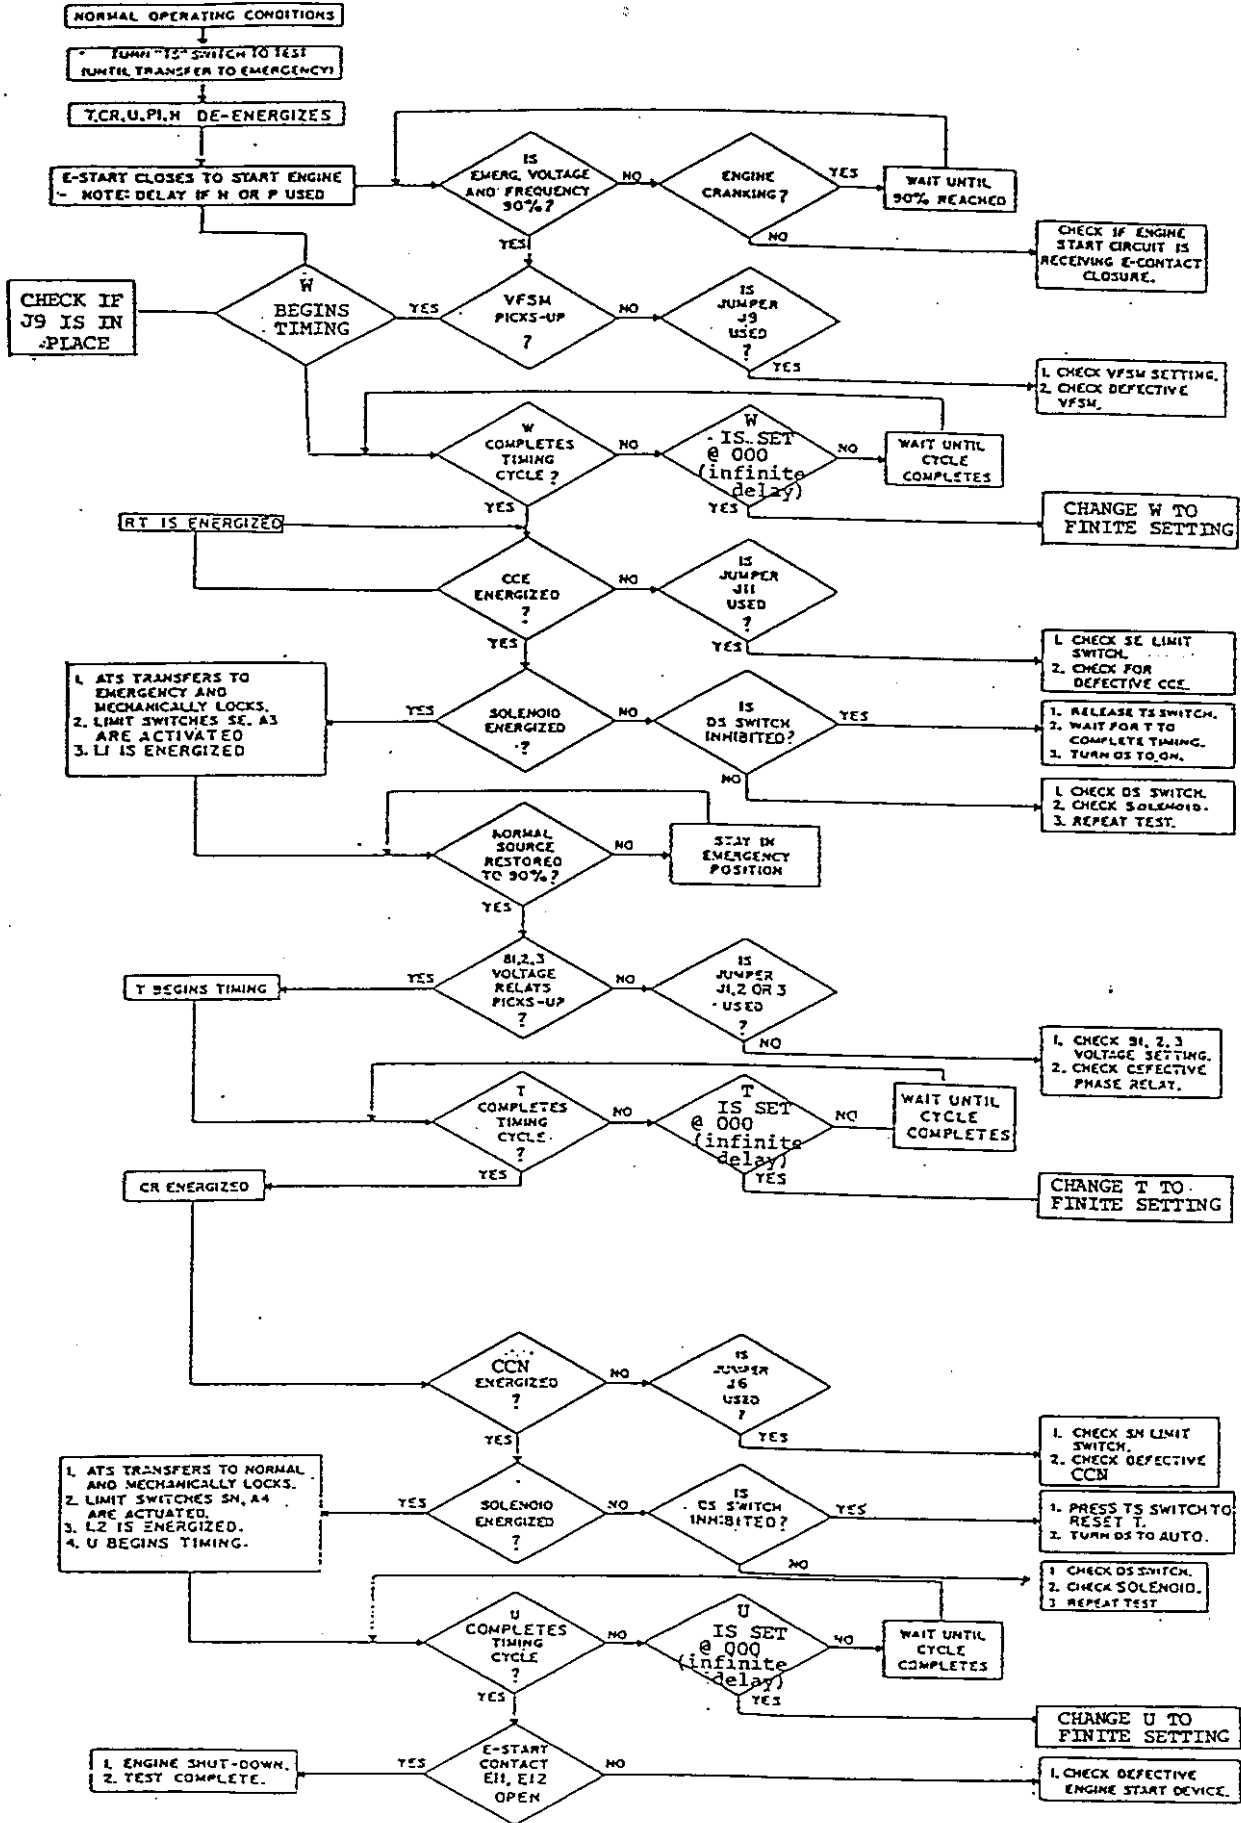 NORMAL OPERATING CONDITIONS
TURN "TS" SWITCH TO TEST
(UNTIL TRANSFER TO EMERGENCY)
T,CR,U,P1,H DE-ENERGIZES
E-START CLOSES TO START ENGINE
- NOTE: DELAY IF H OR P USED
IS
EMERG. VOLTAGE
AND FREQUENCY
90%?
NO
ENGINE
CRANKING?
YES
WAIT UNTIL
90% REACHED
YES
NO
CHECK IF ENGINE
START CIRCUIT IS
RECEIVING E-CONTACT
CLOSURE.
CHECK IF
J9 IS IN
PLACE
W
BEGINS
TIMING
YES
VFSM
PICKS-UP
?
NO
IS
JUMPER
J9
USED
?
YES
1. CHECK VFSM SETTING.
2. CHECK DEFECTIVE
VFSM.
W
COMPLETES
TIMING
CYCLE?
NO
W
IS SET
@ 000
(infinite
delay)
NO
WAIT UNTIL
CYCLE
COMPLETES
YES
YES
CHANGE W TO
FINITE SETTING
RT IS ENERGIZED
CCE
ENERGIZED
?
NO
IS
JUMPER
J11
USED
?
YES
YES
1. CHECK SE LIMIT
SWITCH.
2. CHECK FOR
DEFECTIVE CCE.
1. ATS TRANSFERS TO
EMERGENCY AND
MECHANICALLY LOCKS.
2. LIMIT SWITCHES SE, A3
ARE ACTIVATED
3. L1 IS ENERGIZED
YES
SOLENOID
ENERGIZED
?
NO
IS
DS SWITCH
INHIBITED?
YES
1. RELEASE TS SWITCH.
2. WAIT FOR T TO
COMPLETE TIMING.
3. TURN DS TO ON.
NO
1. CHECK DS SWITCH.
2. CHECK SOLENOID.
3. REPEAT TEST.
NORMAL
SOURCE
RESTORED
TO 90%?
NO
STAY IN
EMERGENCY
POSITION
YES
T BEGINS TIMING
YES
B1,2,3
VOLTAGE
RELAYS
PICKS-UP
?
NO
IS
JUMPER
J1,2 OR 3
USED
?
NO
1. CHECK B1, 2, 3
VOLTAGE SETTING.
2. CHECK DEFECTIVE
PHASE RELAY.
T
COMPLETES
TIMING
CYCLE
?
NO
T
IS SET
@ 000
(infinite
delay)
NO
WAIT UNTIL
CYCLE
COMPLETES
YES
YES
CR ENERGIZED
CHANGE T TO
FINITE SETTING
CCN
ENERGIZED
?
NO
IS
JUMPER
J6
USED
?
YES
YES
1. CHECK SN LIMIT
SWITCH.
2. CHECK DEFECTIVE
CCN
1. ATS TRANSFERS TO NORMAL
AND MECHANICALLY LOCKS.
2. LIMIT SWITCHES SN, A4
ARE ACTUATED.
3. L2 IS ENERGIZED.
4. U BEGINS TIMING.
YES
SOLENOID
ENERGIZED
?
NO
IS
DS SWITCH
INHIBITED?
YES
1. PRESS TS SWITCH TO
RESET T.
2. TURN DS TO AUTO.
NO
1 CHECK DS SWITCH.
2. CHECK SOLENOID.
3 REPEAT TEST
U
COMPLETES
TIMING
CYCLE
?
NO
U
IS SET
@ 000
(infinite
delay)
NO
WAIT UNTIL
CYCLE
COMPLETES
YES
YES
CHANGE U TO
FINITE SETTING
1. ENGINE SHUT-DOWN.
2. TEST COMPLETE.
YES
E-START
CONTACT
E11, E12
OPEN
NO
1. CHECK DEFECTIVE
ENGINE START DEVICE.